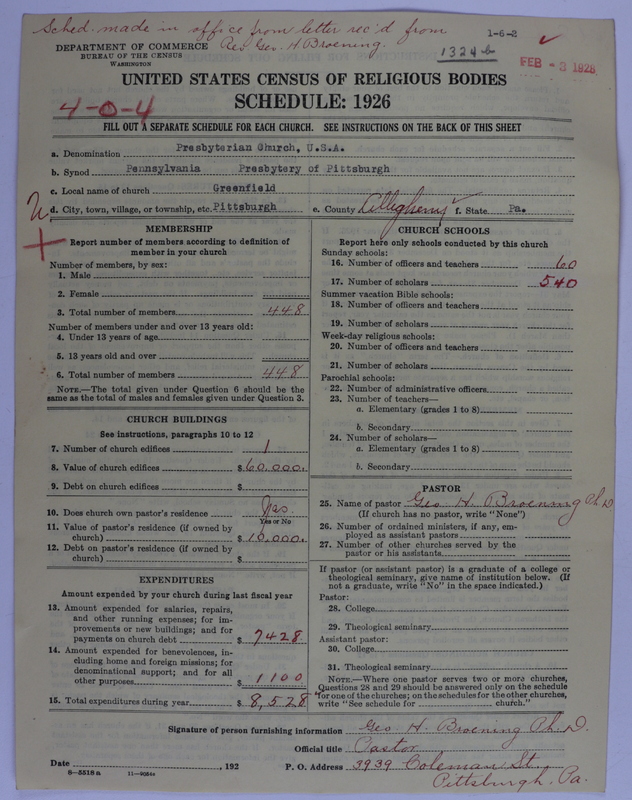 Sched. made in office from letter rec'd from
Rev. Geo. H. Broening.
1-6-2
1324b
FEB - 3 1928
DEPARTMENT OF COMMERCE
BUREAU OF THE CENSUS
WASHINGTON
UNITED STATES CENSUS OF RELIGIOUS BODIES
SCHEDULE: 1926
4-0-4
FILL OUT A SEPARATE SCHEDULE FOR EACH CHURCH. SEE INSTRUCTIONS ON THE BACK OF THIS SHEET
a. Denomination Presbyterian Church, U.S.A.
b. Synod Pennsylvania Presbytery of Pittsburgh
c. Local name of church Greenfield
d. City, town, village, or township, etc. Pittsburgh e. County Allegheny f. State Pa.
MEMBERSHIP
Report number of members according to definition of
member in your church
Number of members, by sex:
1. Male
2. Female
3. Total number of members 448
Number of members under and over 13 years old:
4. Under 13 years of age
5. 13 years old and over
6. Total number of members 448
NOTE.—The total given under Question 6 should be the
same as the total of males and females given under Question 3.
CHURCH BUILDINGS
See instructions, paragraphs 10 to 12
7. Number of church edifices 1
8. Value of church edifices $60,000.
9. Debt on church edifices $
10. Does church own pastor's residence Yes
Yes or No
11. Value of pastor's residence (if owned by
church) $ 10,000.
12. Debt on pastor's residence (if owned by
church) $
EXPENDITURES
Amount expended by your church during last fiscal year
13. Amount expended for salaries, repairs,
and other running expenses; for im-
provements or new buildings; and for
payments on church debt $ 7428
14. Amount expended for benevolences, in-
cluding home and foreign missions; for
denominational support; and for all
other purposes $ 1100
15. Total expenditures during year $ 8,528
CHURCH SCHOOLS
Report here only schools conducted by this church
Sunday schools:
16. Number of officers and teachers 60
17. Number of scholars 540
Summer vacation Bible schools:
18. Number of officers and teachers
19. Number of scholars
Week-day religious schools:
20. Number of officers and teachers
21. Number of scholars
Parochial schools:
22. Number of administrative officers
23. Number of teachers—
a. Elementary (grades 1 to 8)
b. Secondary
24. Number of scholars—
a. Elementary (grades 1 to 8)
b. Secondary
PASTOR
25. Name of pastor Geo. H. Broening Ph.D.
(If church has no pastor, write "None")
26. Number of ordained ministers, if any, em-
ployed as assistant pastors
27. Number of other churches served by the
pastor or his assistants
If pastor (or assistant pastor) is a graduate of a college or
theological seminary, give name of institution below. (If
not a graduate, write "No" in the space indicated.)
Pastor:
28. College
29. Theological seminary
Assistant pastor:
30. College
31. Theological seminary
NOTE.—Where one pastor serves two or more churches,
Questions 28 and 29 should be answered only on the schedule
for one of the churches; on the schedules for the other churches,
write "See schedule for church."
Signature of person furnishing information Geo H. Broening Ph.D.
Official title Pastor
Date , 192 P. O. Address 3939 Coleman St.,
Pittsburgh, Pa.
8—5518a 11—9034